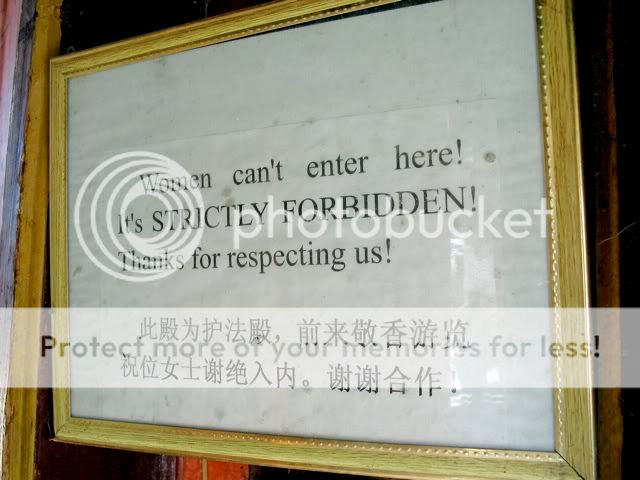 Women can't enter here!
It's STRICTLY FORBIDDEN!
photobucket
Thanks for respecting us!
此殿为护法殿，前来敬香游览
Protect more of your memories for less!
祝位女士谢绝入内。谢谢合作！